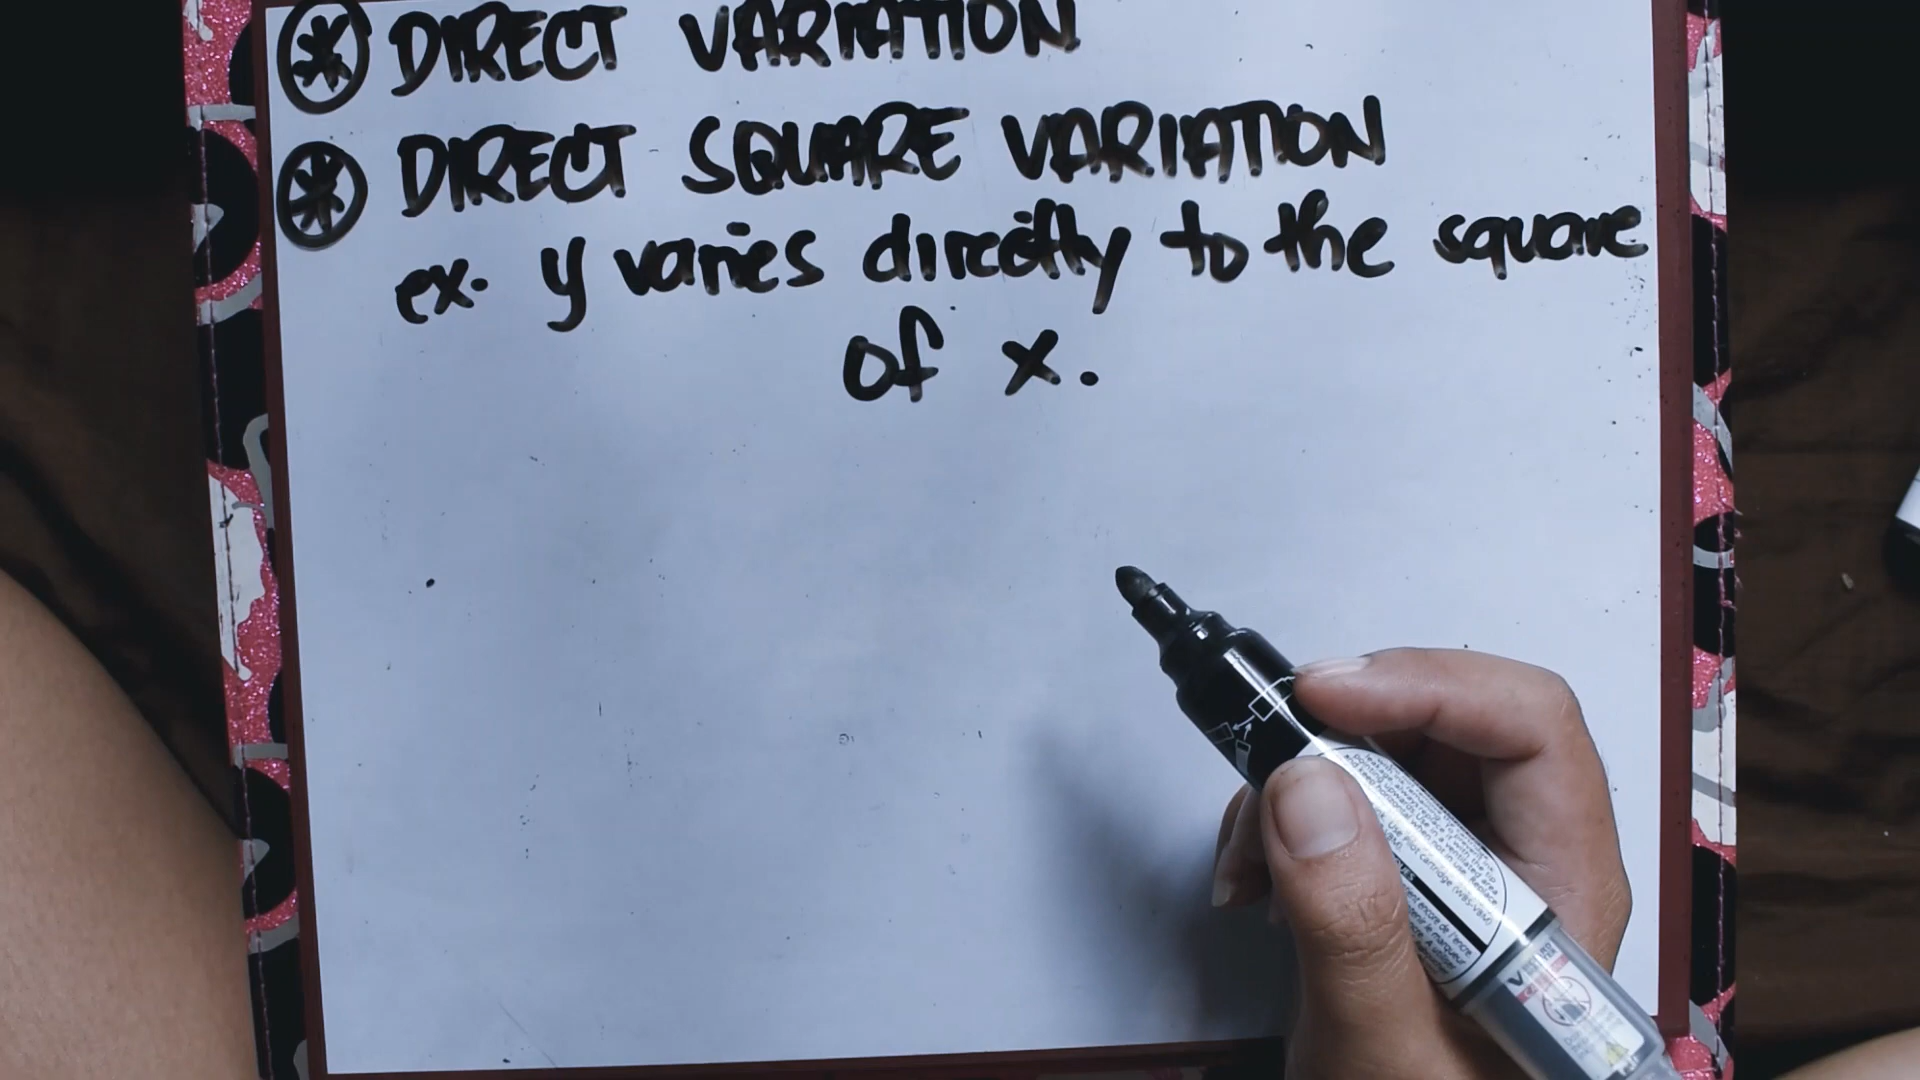 DIRECT VARIATION
DIRECT SQUARE VARIATION
ex. y varies directly to the square
of x.